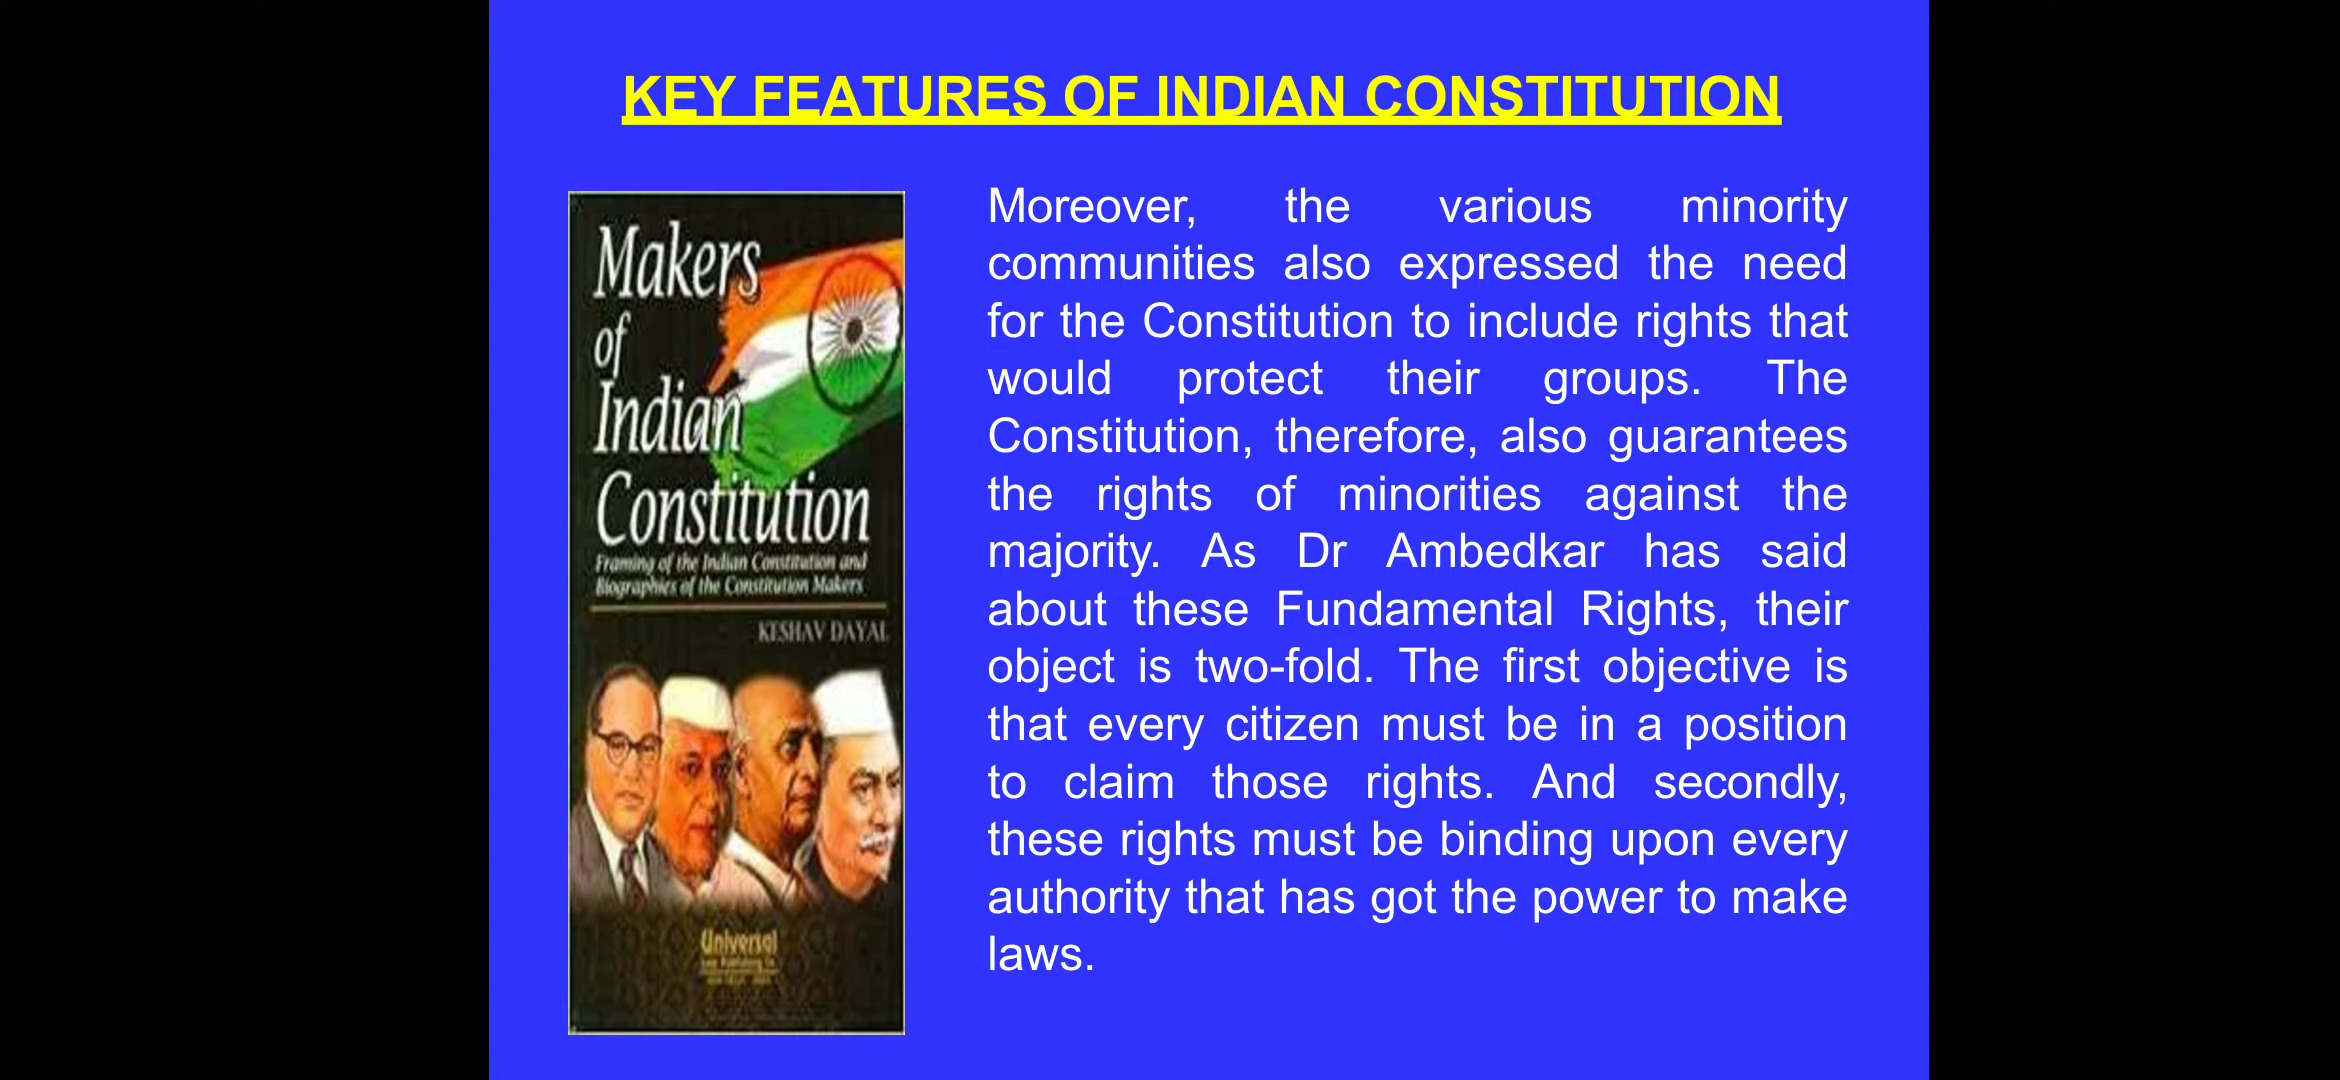 KEY FEATURES OF INDIAN CONSTITUTION
Makers
of
Indian
Constitution
Framing of the Indian Constitution and
Biographies of the Constitution Makers
KESHAV DAYAL
Universal
Moreover, the various minority
communities also expressed the need
for the Constitution to include rights that
would protect their groups. The
Constitution, therefore, also guarantees
the rights of minorities against the
majority. As Dr Ambedkar has said
about these Fundamental Rights, their
object is two-fold. The first objective is
that every citizen must be in a position
to claim those rights. And secondly,
these rights must be binding upon every
authority that has got the power to make
laws.